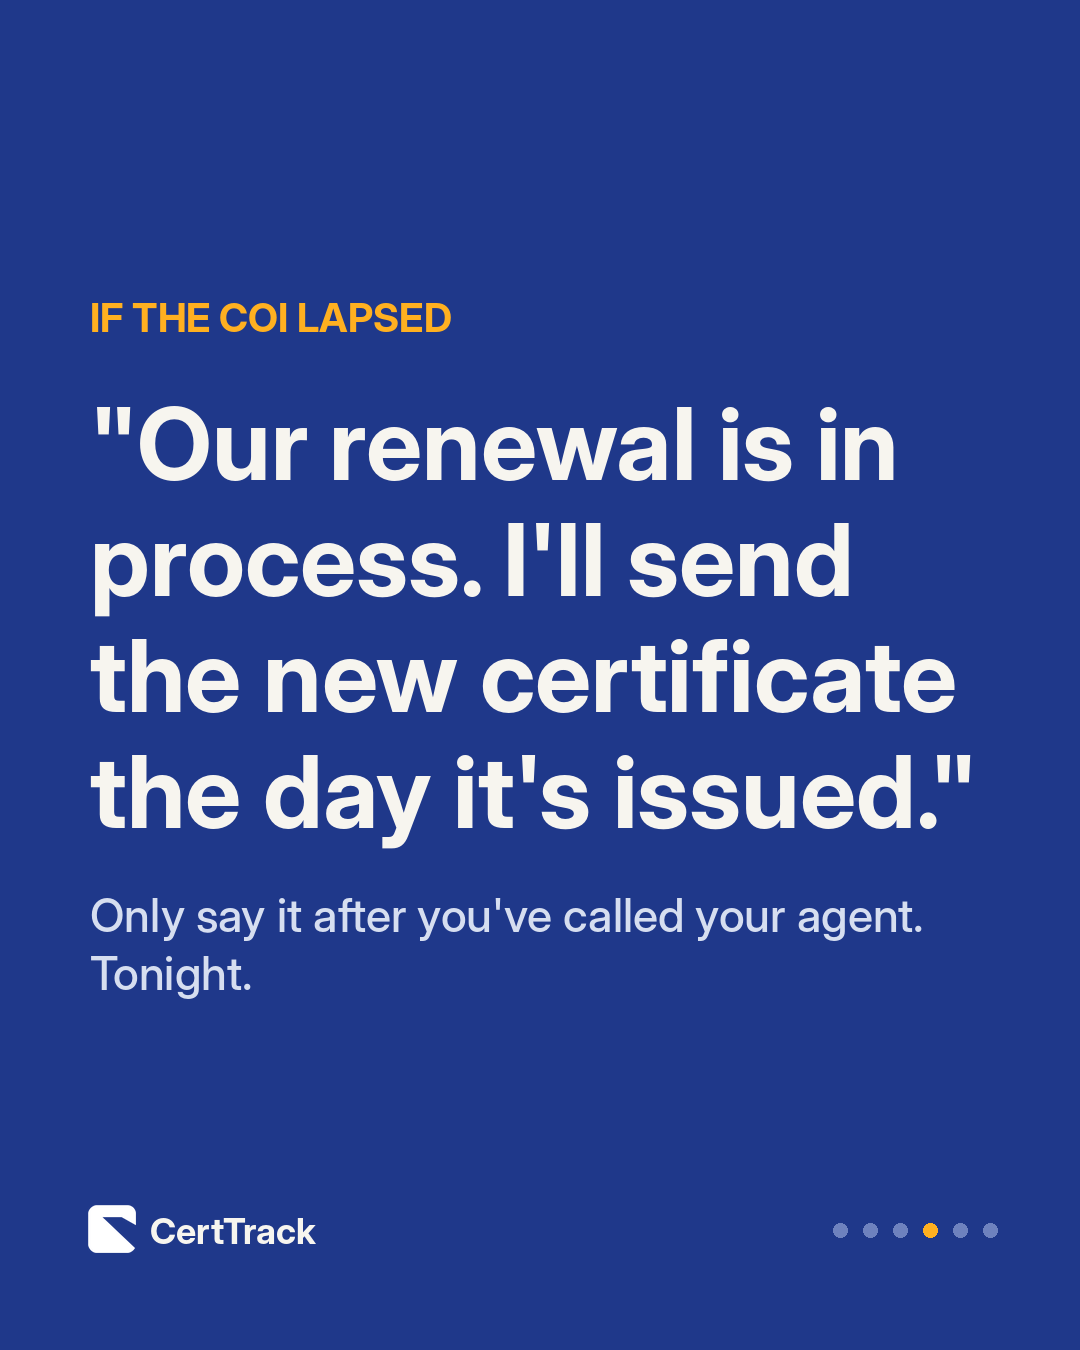 IF THE COI LAPSED
"Our renewal is in
process. I'll send
the new certificate
the day it's issued."
Only say it after you've called your agent.
Tonight.
CertTrack